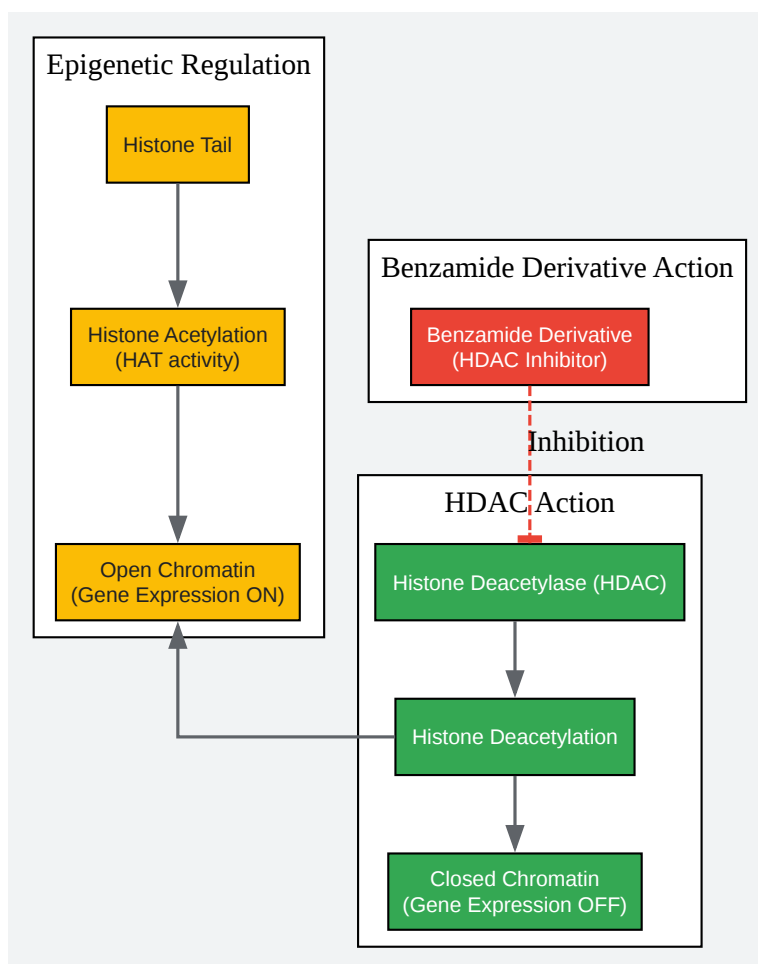 Epigenetic Regulation
Histone Tail
Histone Acetylation
(HAT activity)
Open Chromatin
(Gene Expression ON)
Benzamide Derivative Action
Benzamide Derivative
(HDAC Inhibitor)
Inhibition
HDAC Action
Histone Deacetylase (HDAC)
Histone Deacetylation
Closed Chromatin
(Gene Expression OFF)